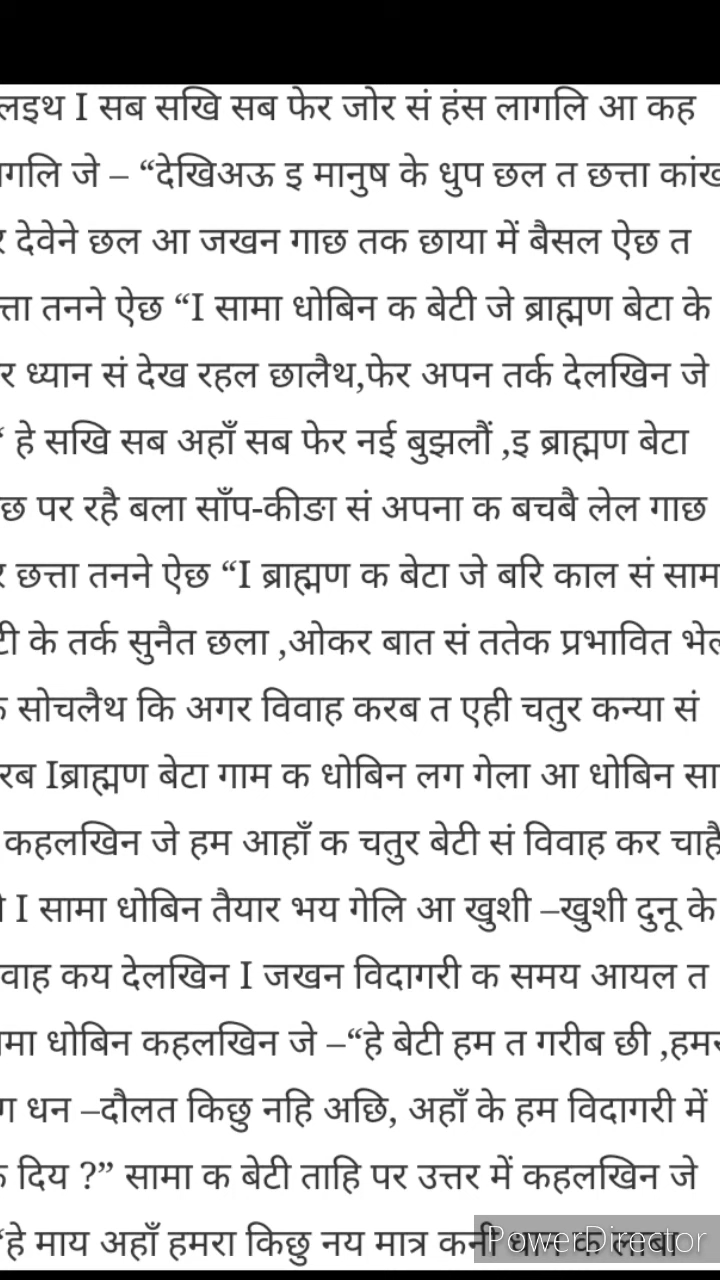 लइथ I सब सखि सब फेर जोर सं हंस लागलि आ कह
गलि जे – “देखिअऊ इ मानुष के धुप छल त छत्ता कांख
देवेने छल आ जखन गाछ तक छाया में बैसल ऐछ त
त्ता तनने ऐछ “I सामा धोबिन क बेटी जे ब्राह्मण बेटा के
र ध्यान सं देख रहल छालैथ,फेर अपन तर्क देलखिन जे
“ हे सखि सब अहाँ सब फेर नई बुझलौं ,इ ब्राह्मण बेटा
छ पर रहै बला साँप-कीङा सं अपना क बचबै लेल गाछ
र छत्ता तनने ऐछ “I ब्राह्मण क बेटा जे बरि काल सं साम
टी के तर्क सुनैत छला ,ओकर बात सं ततेक प्रभावित भेल
सोचलैथ कि अगर विवाह करब त एही चतुर कन्या सं
रब Iब्राह्मण बेटा गाम क धोबिन लग गेला आ धोबिन सा
कहलखिन जे हम आहाँ क चतुर बेटी सं विवाह कर चाहै
I सामा धोबिन तैयार भय गेलि आ खुशी –खुशी दुनू के
वाह कय देलखिन I जखन विदागरी क समय आयल त
मा धोबिन कहलखिन जे –“हे बेटी हम त गरीब छी ,हमर
ग धन –दौलत किछु नहि अछि, अहाँ के हम विदागरी में
दिय ?” सामा क बेटी ताहि पर उत्तर में कहलखिन जे
“हे माय अहाँ हमरा किछु नय मात्र कनी धान क लाबा
PowerDirector